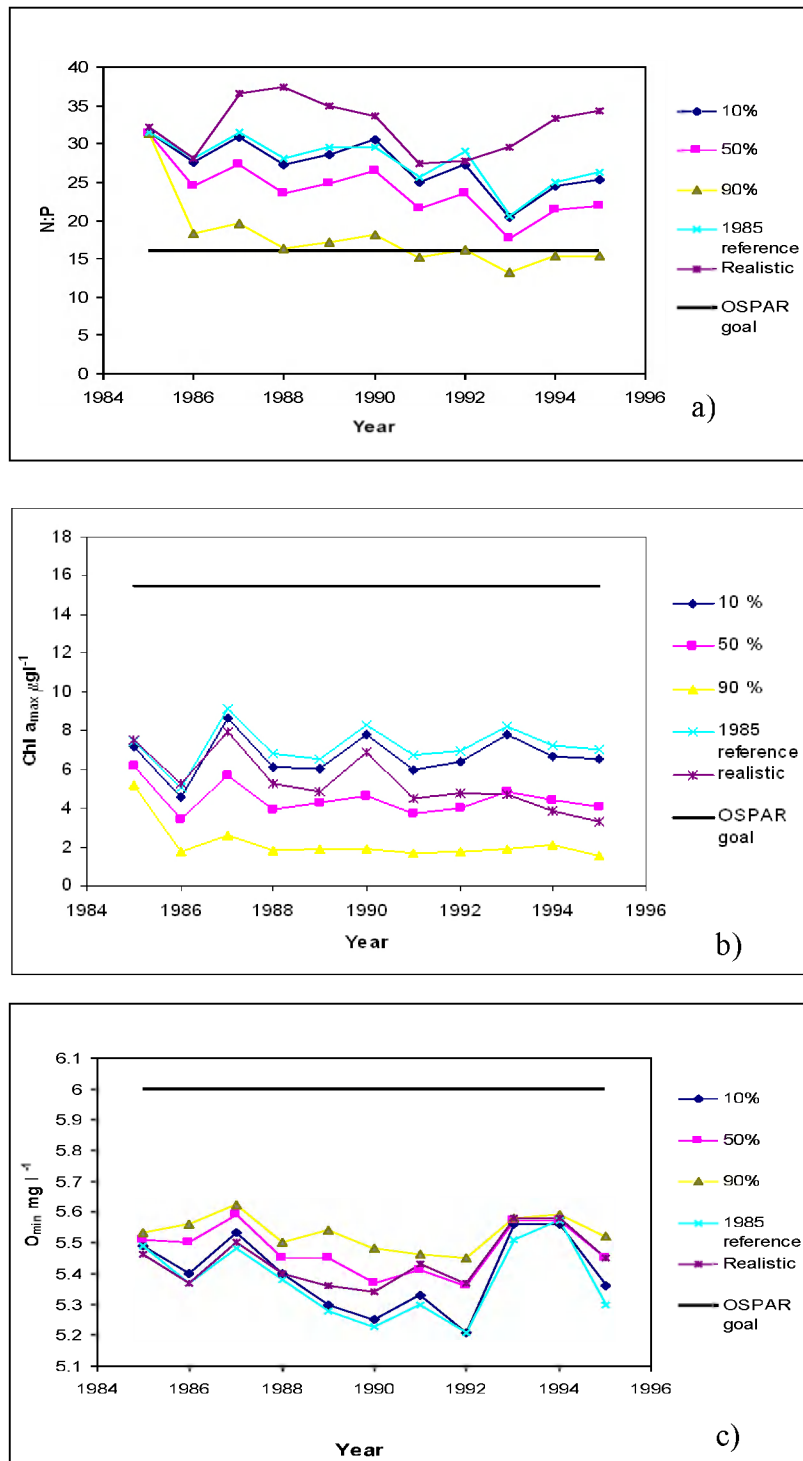 40
35
30
25
20
15
10
5
0
N:P
1984 1986 1988 1990 1992 1994 1996
Year
10%
50%
90%
1985
reference
Realistic
OSPAR
goal
a)
18
16
14
12
10
8
6
4
2
0
Chl a max µgl-1
1984 1986 1988 1990 1992 1994 1996
Year
10 %
50 %
90 %
1985
reference
realistic
OSPAR
goal
b)
6.1
6
5.9
5.8
5.7
5.6
5.5
5.4
5.3
5.2
5.1
O min mg l -1
1984 1986 1988 1990 1992 1994 1996
Year
10%
50%
90%
1985
reference
Realistic
OSPAR
goal
c)